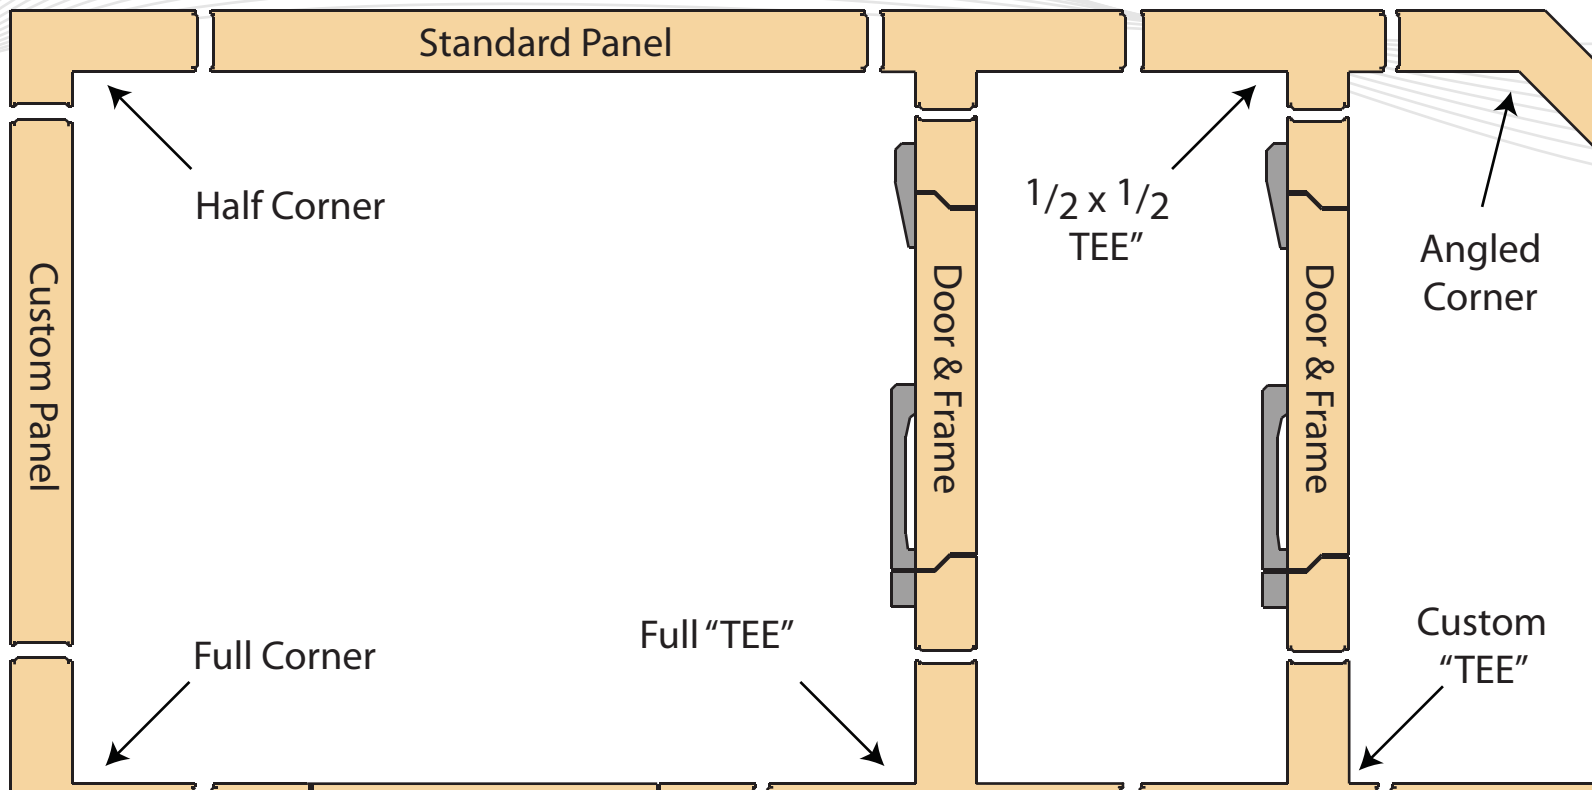 Standard Panel
Half Corner
1/2 x 1/2
TEE”
Angled
Corner
Custom Panel
Door & Frame
Door & Frame
Full Corner
Full “TEE”
Custom
“TEE”